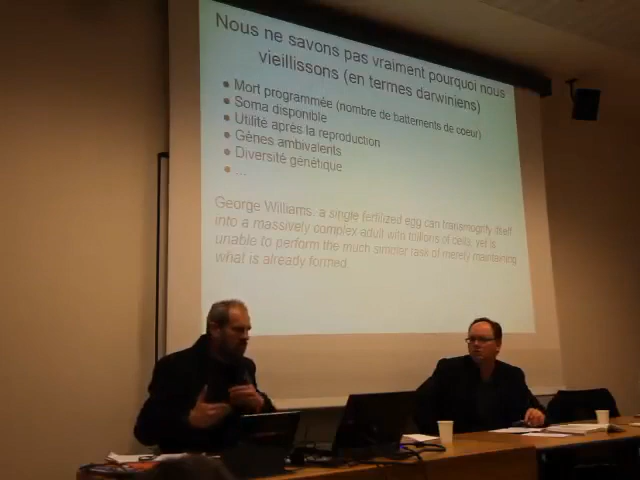 Nous ne savons pas vraiment pourquoi nous
vieillissons (en termes darwiniens)
• Mort programmée (nombre de battements de coeur)
• Soma disponible
• Utilité après la reproduction
• Gènes ambivalents
• Diversité génétique
• ...
George Williams: a single fertilized egg can transmogrify itself
into a massively complex adult with trillions of cells, yet is
unable to perform the much simpler task of merely maintaining
what is already formed